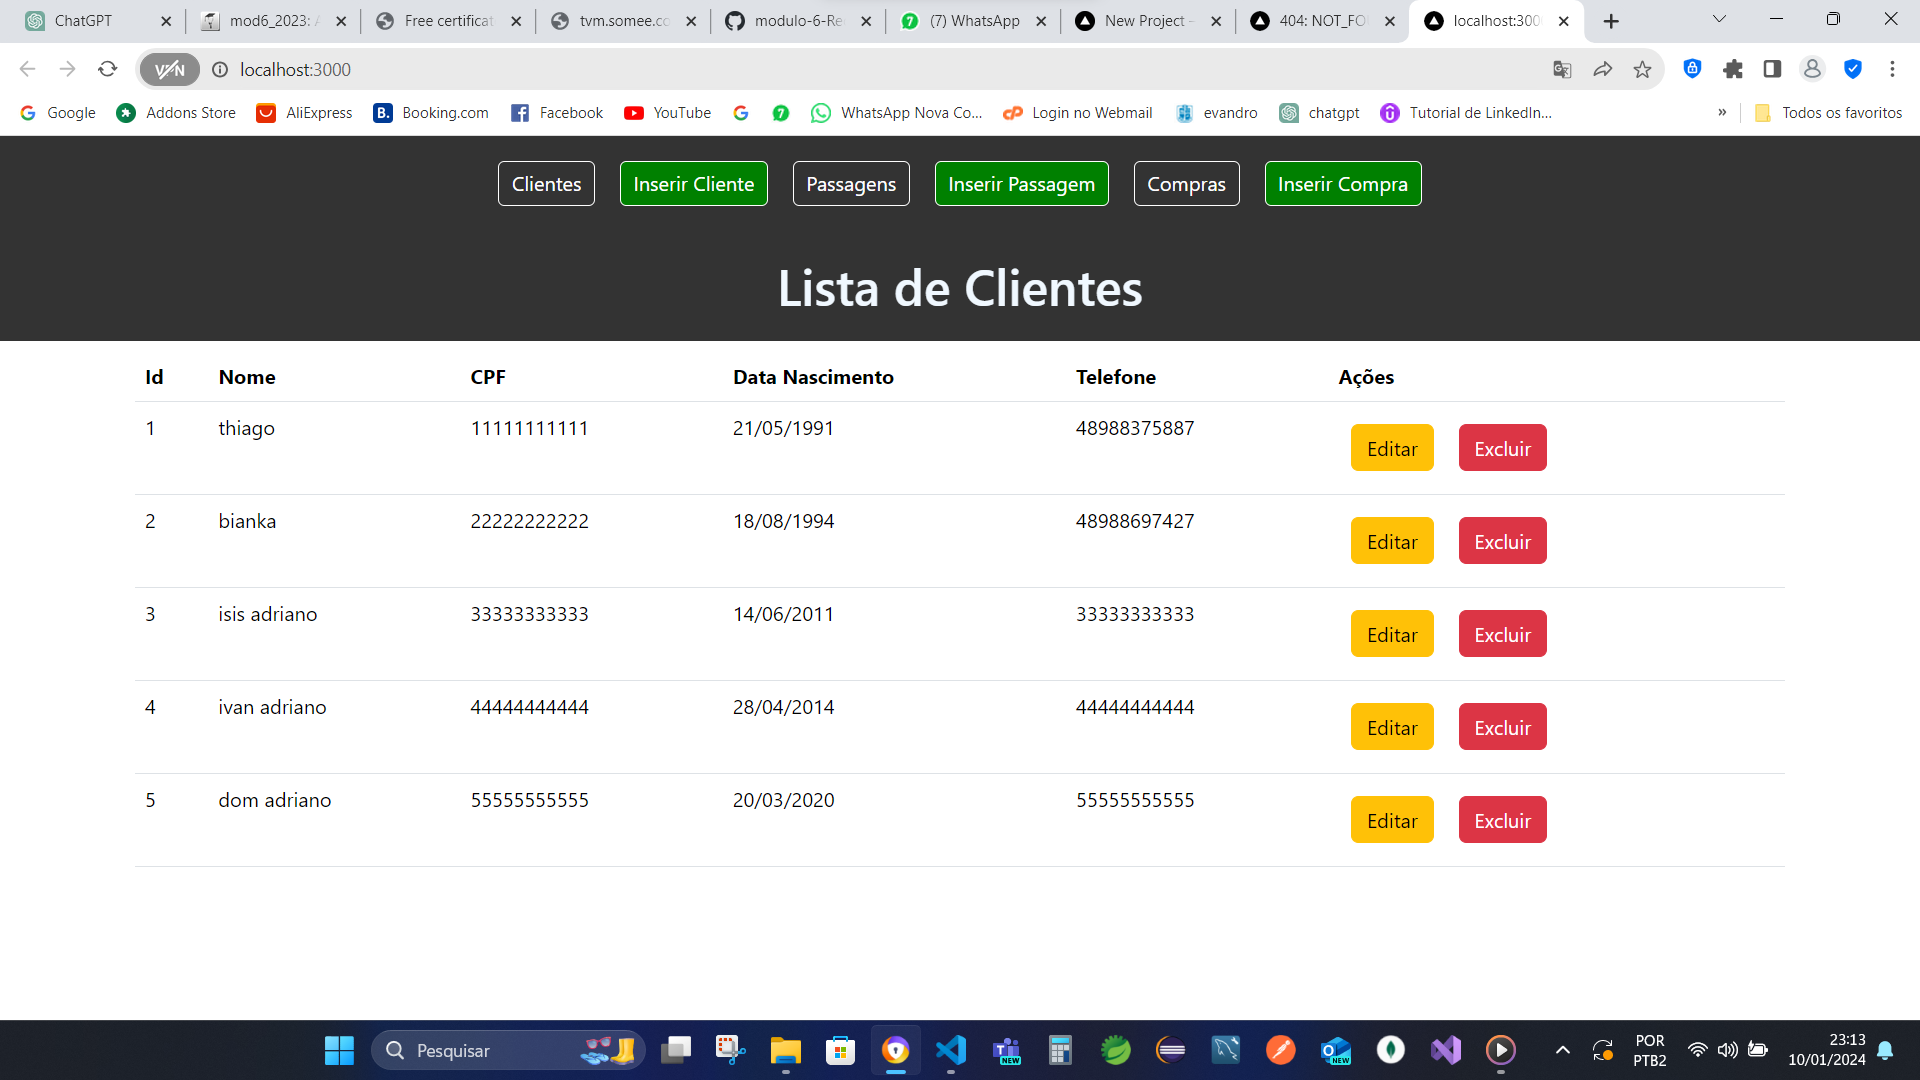 ChatGPT
mod6_2023: A
Free certificat
tvm.somee.co
modulo-6-Re
(7) WhatsApp
New Project -
404: NOT_FO
localhost:300
VPN
localhost:3000
Google
Addons Store
AliExpress
Booking.com
Facebook
YouTube
WhatsApp Nova Co...
Login no Webmail
evandro
chatgpt
Tutorial de LinkedIn...
»
Todos os favoritos
Clientes
Inserir Cliente
Passagens
Inserir Passagem
Compras
Inserir Compra
Lista de Clientes
Id Nome CPF Data Nascimento Telefone Ações
1 thiago 11111111111 21/05/1991 48988375887 Editar Excluir
2 bianka 22222222222 18/08/1994 48988697427 Editar Excluir
3 isis adriano 33333333333 14/06/2011 33333333333 Editar Excluir
4 ivan adriano 44444444444 28/04/2014 44444444444 Editar Excluir
5 dom adriano 55555555555 20/03/2020 55555555555 Editar Excluir
Pesquisar
NEW
NEW
POR
PTB2
23:13
10/01/2024